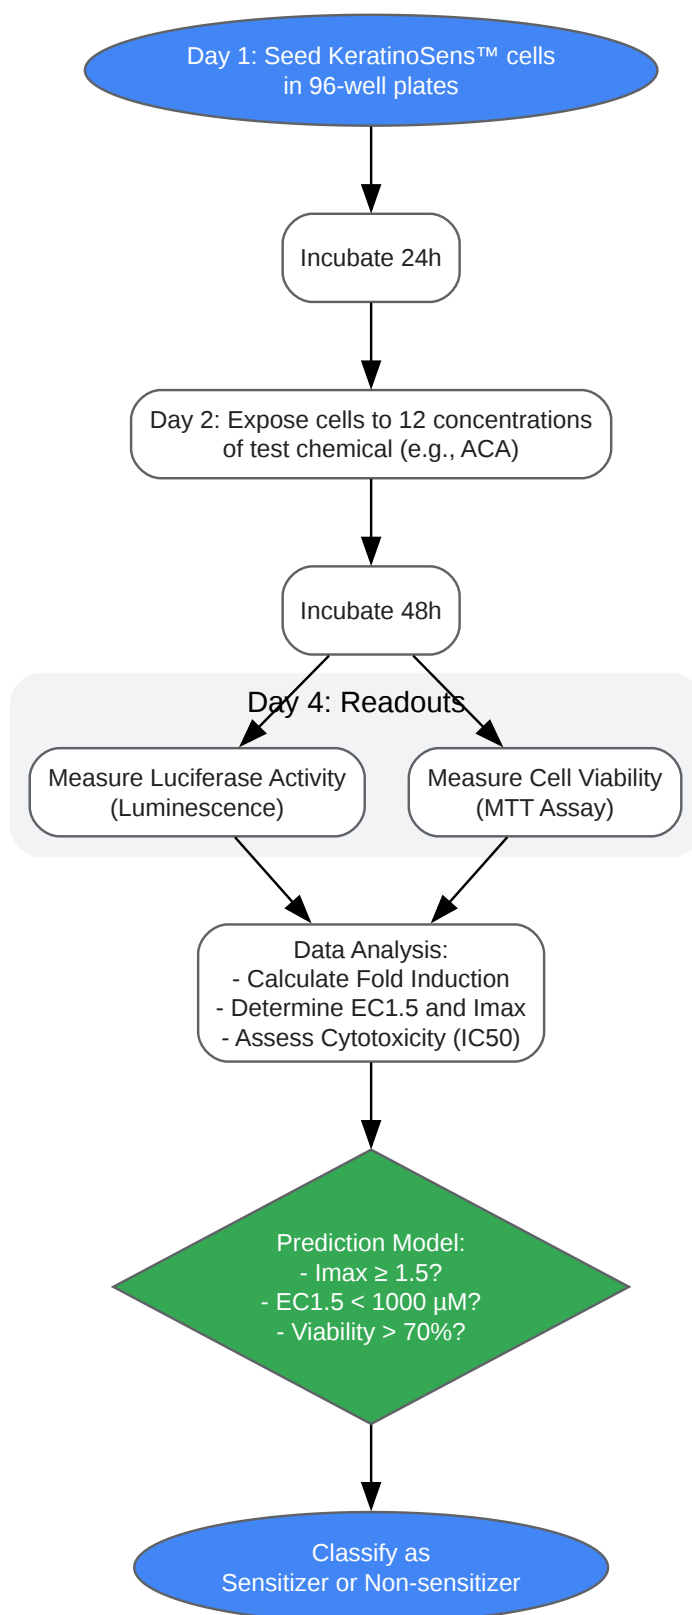 Day 1: Seed KeratinoSens™ cells
in 96-well plates
Incubate 24h
Day 2: Expose cells to 12 concentrations
of test chemical (e.g., ACA)
Incubate 48h
Day 4: Readouts
Measure Luciferase Activity
(Luminescence)
Measure Cell Viability
(MTT Assay)
Data Analysis:
- Calculate Fold Induction
- Determine EC1.5 and Imax
- Assess Cytotoxicity (IC50)
Prediction Model:
- Imax ≥ 1.5?
- EC1.5 < 1000 µM?
- Viability > 70%?
Classify as
Sensitizer or Non-sensitizer